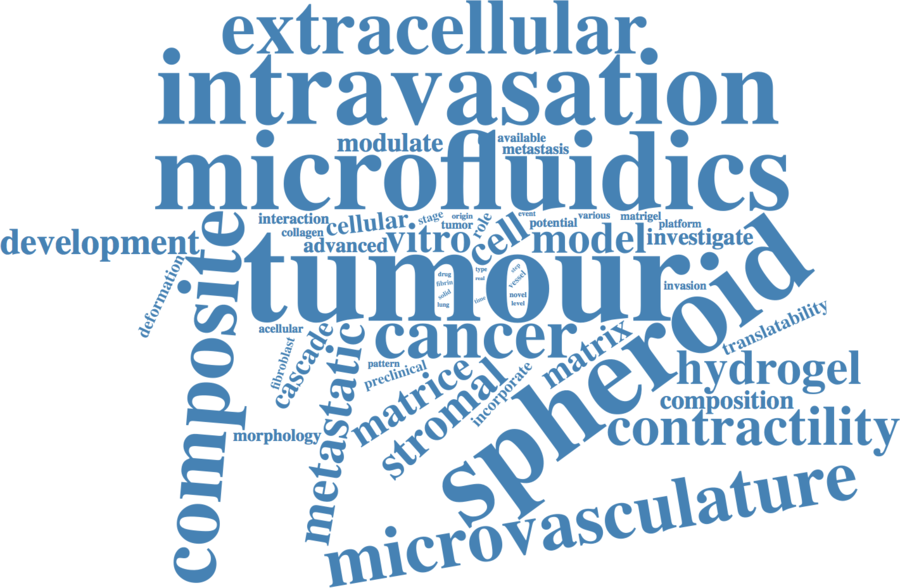 extracellular
intravasation
modulate
available
metastasis
microfluidics
interaction
collagen
cellular
stage
origin
tumor
role
event
cell
potential
various
matrigel
platform
development
advanced
vitro
model
investigate
tumour
drug
fibrin
solid
lung
type
real
time
step
vessel
novel
level
invasion
deformation
composite
acellular
fibroblast
cascade
metastatic
cancer
pattern
preclinical
matrice
stromal
incorporate
matrix
spheroid
translatability
hydrogel
composition
contractility
morphology
microvasculature